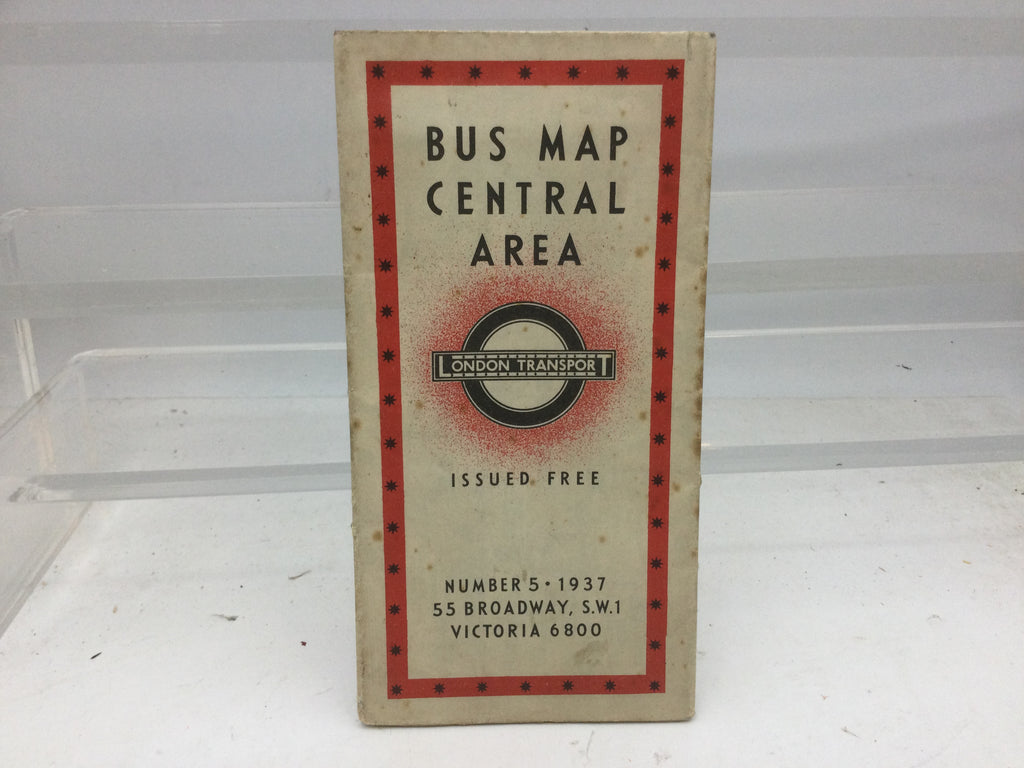 BUS MAP
CENTRAL
AREA
LONDON TRANSPORT
ISSUED FREE
NUMBER 5 • 1937
55 BROADWAY, S.W.1
VICTORIA 6800